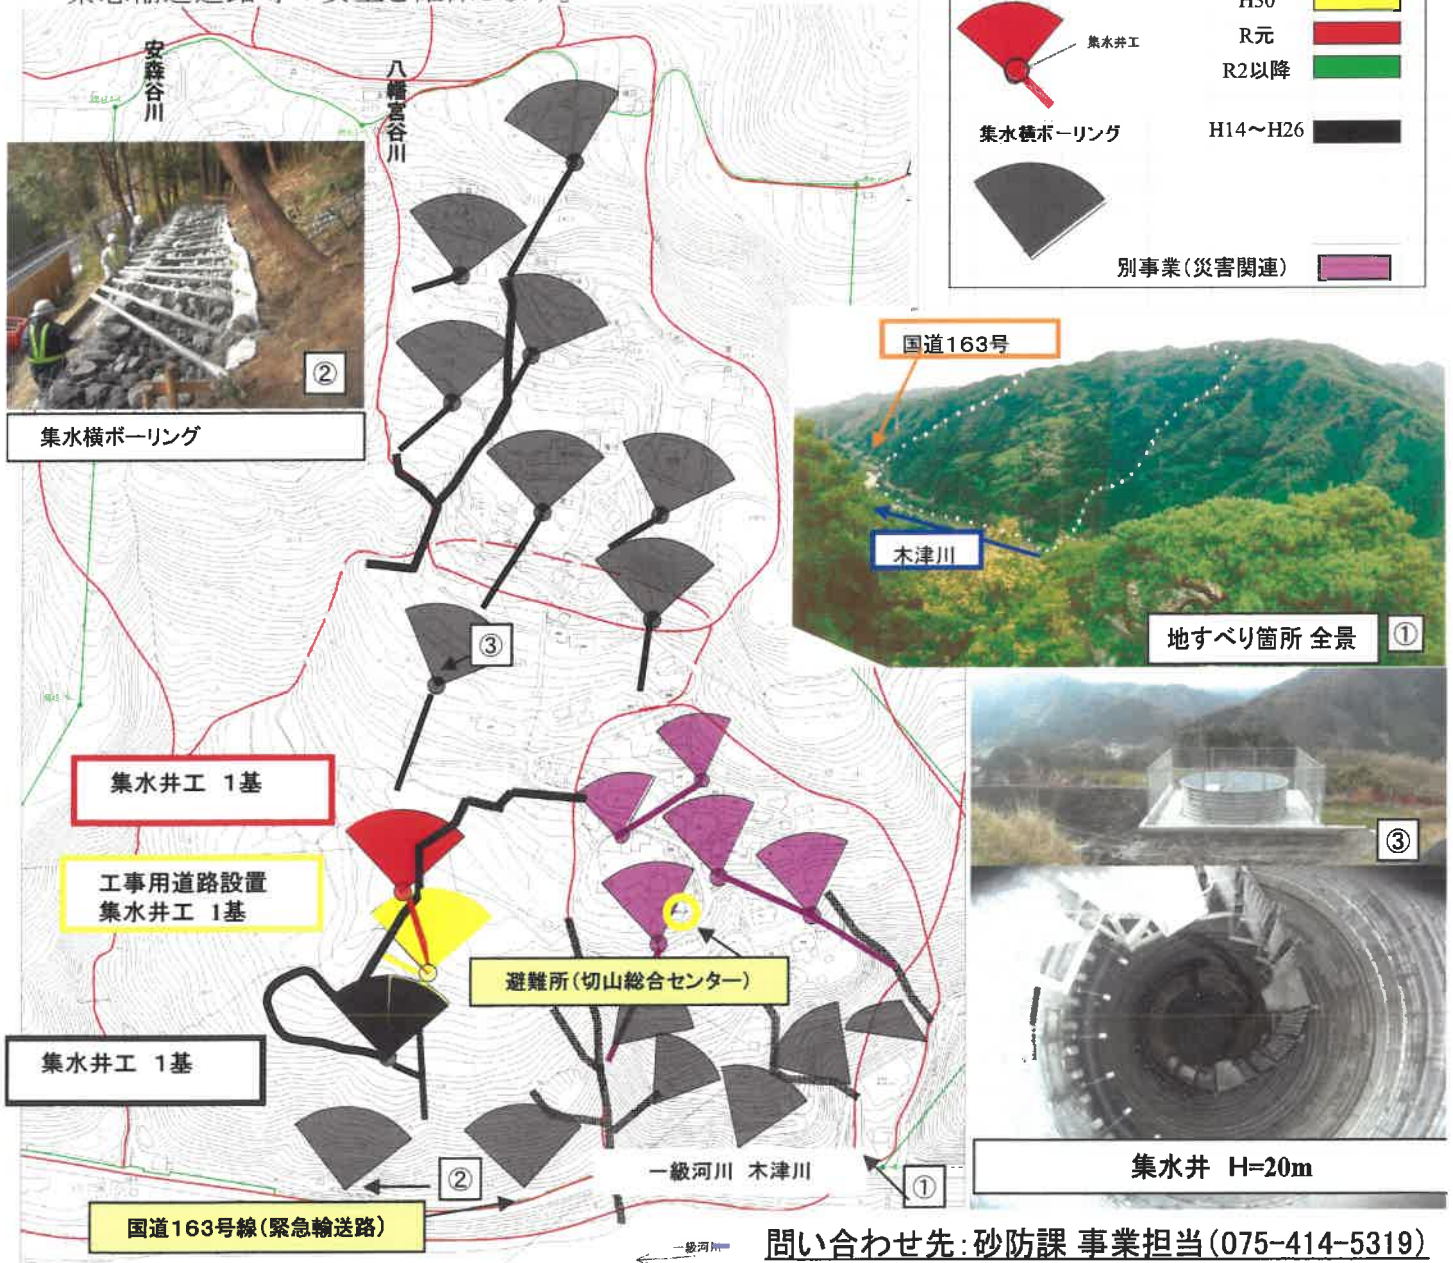 H30
集水井工
R元
R2以降
集水横ボーリング
H14～H26
別事業(災害関連)
安森谷川
八幡宮谷川
②
集水横ボーリング
国道163号
木津川
地すべり箇所 全景
①
③
集水井工 1基
工事用道路設置
集水井工 1基
③
避難所(切山総合センター)
集水井工 1基
一級河川 木津川
②
①
集水井 H=20m
国道163号線(緊急輸送路)
一級河川
問い合わせ先:砂防課 事業担当(075-414-5319)